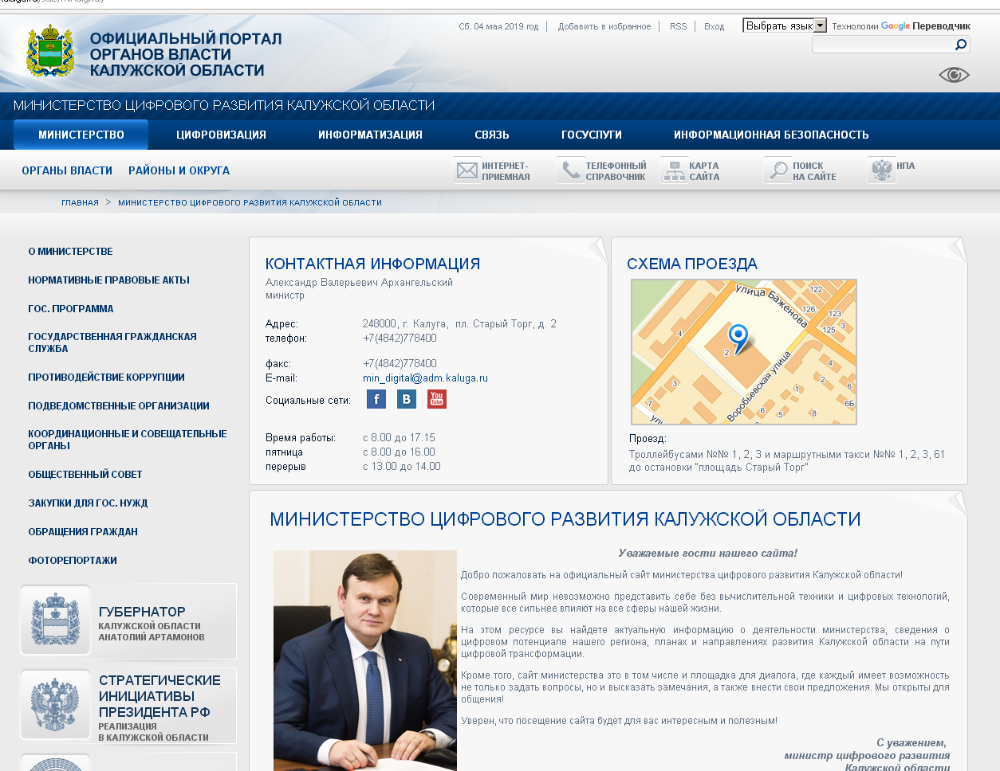 Сб. 04 мая 2019 год
Добавить в избранное
RSS
Вход
Выбрать язык
Технологии Google Переводчик
ОФИЦИАЛЬНЫЙ ПОРТАЛ
ОРГАНОВ ВЛАСТИ
КАЛУЖСКОЙ ОБЛАСТИ
МИНИСТЕРСТВО ЦИФРОВОГО РАЗВИТИЯ КАЛУЖСКОЙ ОБЛАСТИ
МИНИСТЕРСТВО
ЦИФРОВИЗАЦИЯ
ИНФОРМАТИЗАЦИЯ
СВЯЗЬ
ГОСУСЛУГИ
ИНФОРМАЦИОННАЯ БЕЗОПАСНОСТЬ
ОРГАНЫ ВЛАСТИ
РАЙОНЫ И ОКРУГА
ИНТЕРНЕТ-
ПРИЕМНАЯ
ТЕЛЕФОННЫЙ
СПРАВОЧНИК
КАРТА
САЙТА
ПОИСК
НА САЙТЕ
НПА
ГЛАВНАЯ > МИНИСТЕРСТВО ЦИФРОВОГО РАЗВИТИЯ КАЛУЖСКОЙ ОБЛАСТИ
О МИНИСТЕРСТВЕ
НОРМАТИВНЫЕ ПРАВОВЫЕ АКТЫ
ГОС. ПРОГРАММА
ГОСУДАРСТВЕННАЯ ГРАЖДАНСКАЯ
СЛУЖБА
ПРОТИВОДЕЙСТВИЕ КОРРУПЦИИ
ПОДВЕДОМСТВЕННЫЕ ОРГАНИЗАЦИИ
КООРДИНАЦИОННЫЕ И СОВЕЩАТЕЛЬНЫЕ
ОРГАНЫ
ОБЩЕСТВЕННЫЙ СОВЕТ
ЗАКУПКИ ДЛЯ ГОС. НУЖД
ОБРАЩЕНИЯ ГРАЖДАН
ФОТОРЕПОРТАЖИ
ГУБЕРНАТОР
КАЛУЖСКОЙ ОБЛАСТИ
АНАТОЛИЙ АРТАМОНОВ
СТРАТЕГИЧЕСКИЕ
ИНИЦИАТИВЫ
ПРЕЗИДЕНТА РФ
РЕАЛИЗАЦИЯ
В КАЛУЖСКОЙ ОБЛАСТИ
КОНТАКТНАЯ ИНФОРМАЦИЯ
Александр Валерьевич Архангельский
министр
Адрес: 248000, г. Калуга, пл. Старый Торг, д. 2
телефон: +7(4842)778400
факс: +7(4842)778400
E-mail: min_digital@adm.kaluga.ru
Социальные сети: f B You Tube
Время работы: с 8.00 до 17.15
пятница с 8.00 до 16.00
перерыв с 13.00 до 14.00
СХЕМА ПРОЕЗДА
улица Баженова
122
126
123
125
3
4
2
4
3
2
1
6
7
3
5
5
8
6Б
Воробьевская улица
ул
Проезд:
Троллейбусами №№ 1, 2, 3 и маршрутными такси №№ 1, 2, 3, 61
до остановки "площадь Старый Торг"
МИНИСТЕРСТВО ЦИФРОВОГО РАЗВИТИЯ КАЛУЖСКОЙ ОБЛАСТИ
Уважаемые гости нашего сайта!
Добро пожаловать на официальный сайт министерства цифрового развития Калужской области!
Современный мир невозможно представить себе без вычислительной техники и цифровых технологий,
которые все сильнее влияют на все сферы нашей жизни.
На этом ресурсе вы найдете актуальную информацию о деятельности министерства, сведения о
цифровом потенциале нашего региона, планах и направлениях развития Калужской области на пути
цифровой трансформации.
Кроме того, сайт министерства это в том числе и площадка для диалога, где каждый имеет возможность
не только задать вопросы, но и высказать замечания, а также внести свои предложения. Мы открыты для
общения!
Уверен, что посещение сайта будет для вас интересным и полезным!
С уважением,
министр цифрового развития
Калужской области